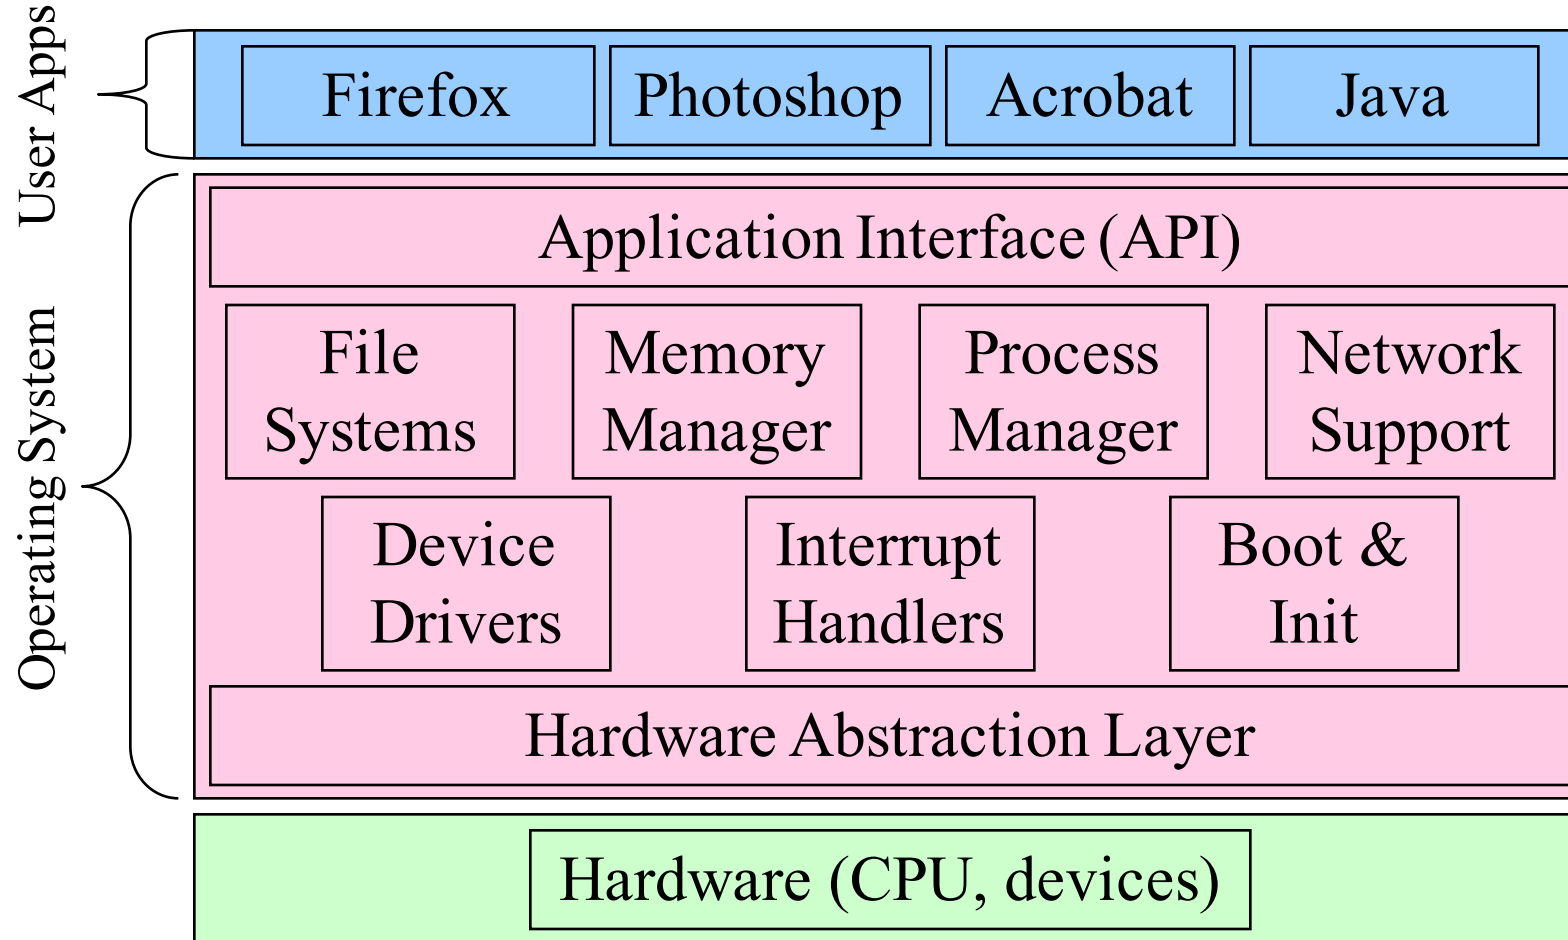 User Apps
Firefox
Photoshop
Acrobat
Java
Operating System
Application Interface (API)
File
Systems
Memory
Manager
Process
Manager
Network
Support
Device
Drivers
Interrupt
Handlers
Boot &
Init
Hardware Abstraction Layer
Hardware (CPU, devices)